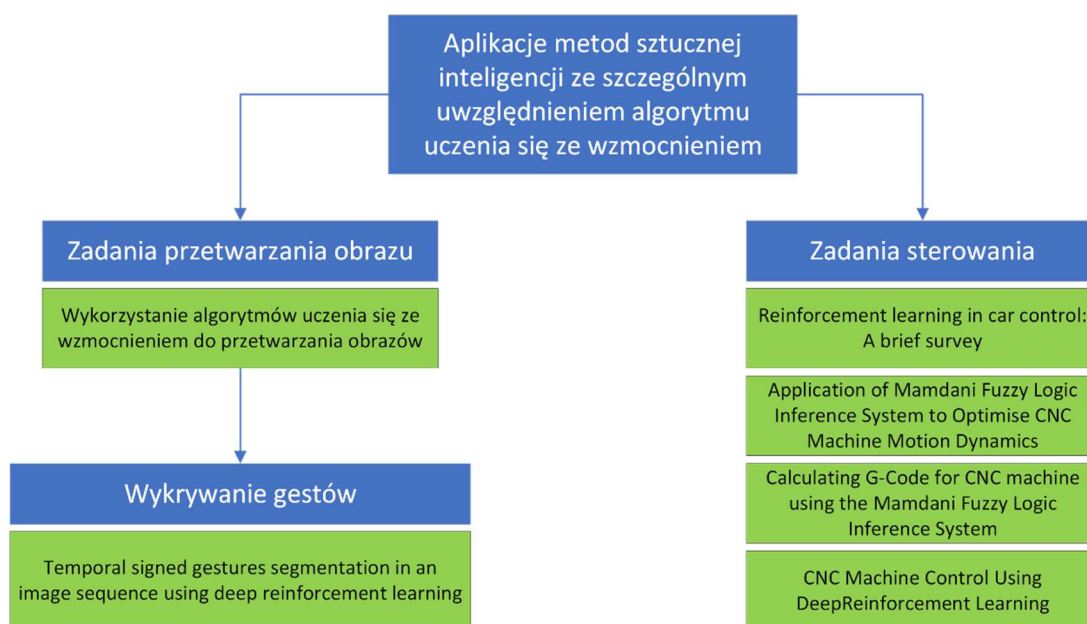 Aplikacje metod sztucznej
inteligencji ze szczególnym
uwzględnieniem algorytmu
uczenia się ze wzmocnieniem
Zadania przetwarzania obrazu
Wykorzystanie algorytmów uczenia się ze
wzmocnieniem do przetwarzania obrazów
Wykrywanie gestów
Temporal signed gestures segmentation in an
image sequence using deep reinforcement learning
Zadania sterowania
Reinforcement learning in car control:
A brief survey
Application of Mamdani Fuzzy Logic
Inference System to Optimise CNC
Machine Motion Dynamics
Calculating G-Code for CNC machine
using the Mamdani Fuzzy Logic
Inference System
CNC Machine Control Using
DeepReinforcement Learning